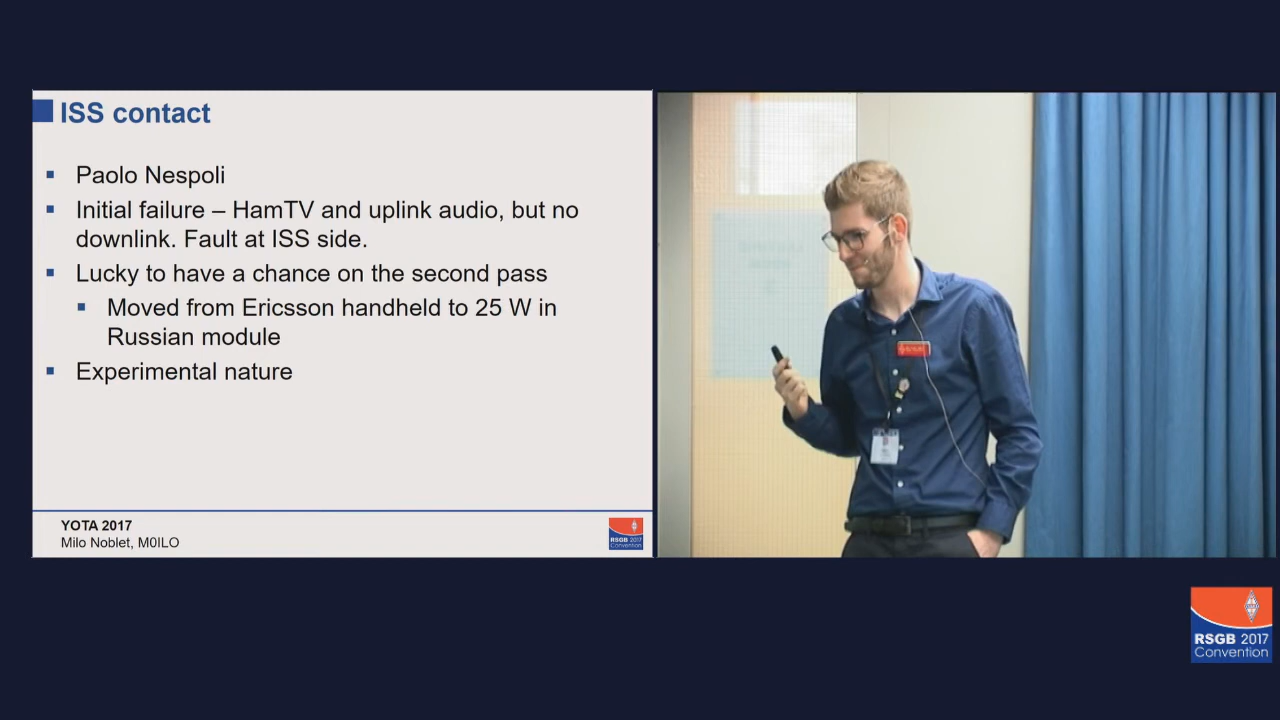 ISS contact
Paolo Nespoli
Initial failure – HamTV and uplink audio, but no
downlink. Fault at ISS side.
Lucky to have a chance on the second pass
Moved from Ericsson handheld to 25 W in
Russian module
Experimental nature
YOTA 2017
Milo Noblet, M0ILO
RSGB 2017
Convention
RSGB 2017
Convention